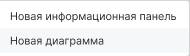 Новая информационная панель
Новая диаграмма